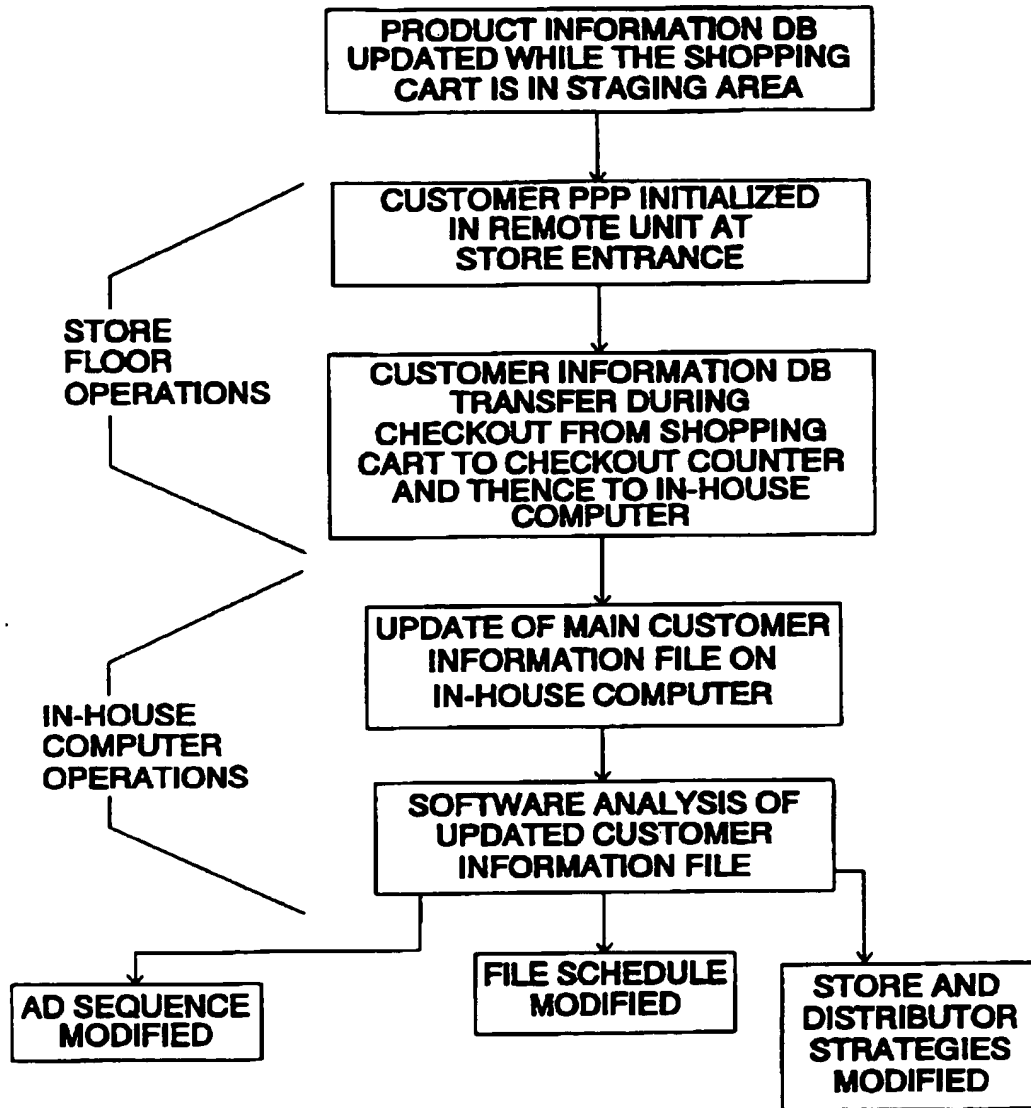 PRODUCT INFORMATION DB
UPDATED WHILE THE SHOPPING
CART IS IN STAGING AREA
CUSTOMER PPP INITIALIZED
IN REMOTE UNIT AT
STORE ENTRANCE
STORE
FLOOR
OPERATIONS
CUSTOMER INFORMATION DB
TRANSFER DURING
CHECKOUT FROM SHOPPING
CART TO CHECKOUT COUNTER
AND THENCE TO IN-HOUSE
COMPUTER
UPDATE OF MAIN CUSTOMER
INFORMATION FILE ON
IN-HOUSE COMPUTER
IN-HOUSE
COMPUTER
OPERATIONS
SOFTWARE ANALYSIS OF
UPDATED CUSTOMER
INFORMATION FILE
AD SEQUENCE
MODIFIED
FILE SCHEDULE
MODIFIED
STORE AND
DISTRIBUTOR
STRATEGIES
MODIFIED